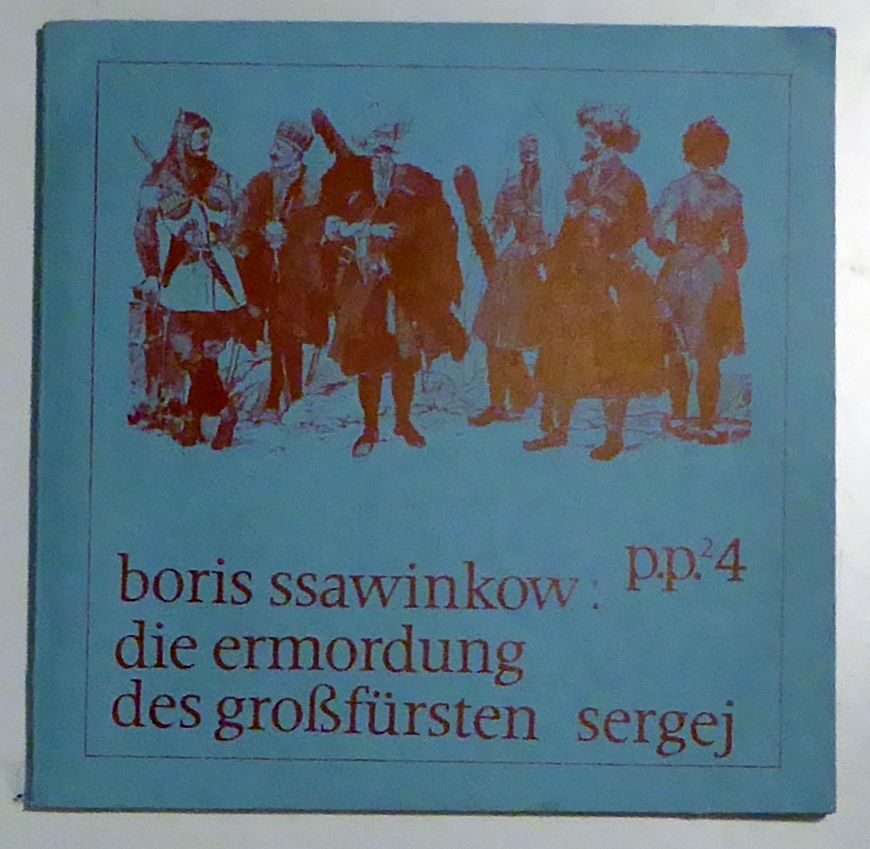 boris ssawinkow: p.p.²4
die ermordung
des großfürsten sergej